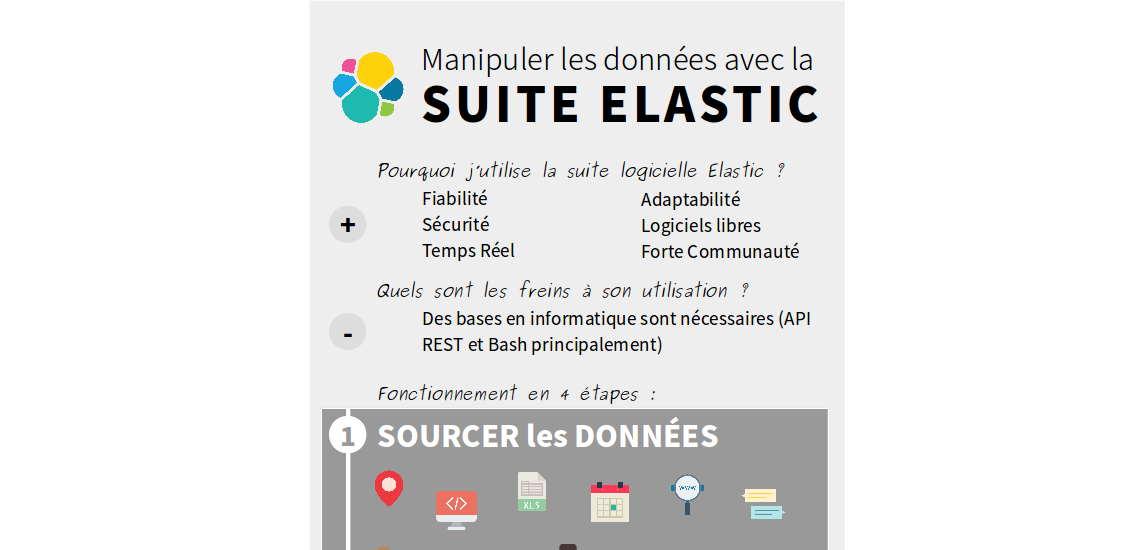 Manipuler les données avec la
SUITE ELASTIC
Pourquoi j'utilise la suite logicielle Elastic ?
+
Fiabilité
Sécurité
Temps Réel
Adaptabilité
Logiciels libres
Forte Communauté
Quels sont les freins à son utilisation ?
-
Des bases en informatique sont nécessaires (API
REST et Bash principalement)
Fonctionnement en 4 étapes :
1 SOURCER les DONNÉES
</>
XLS
www